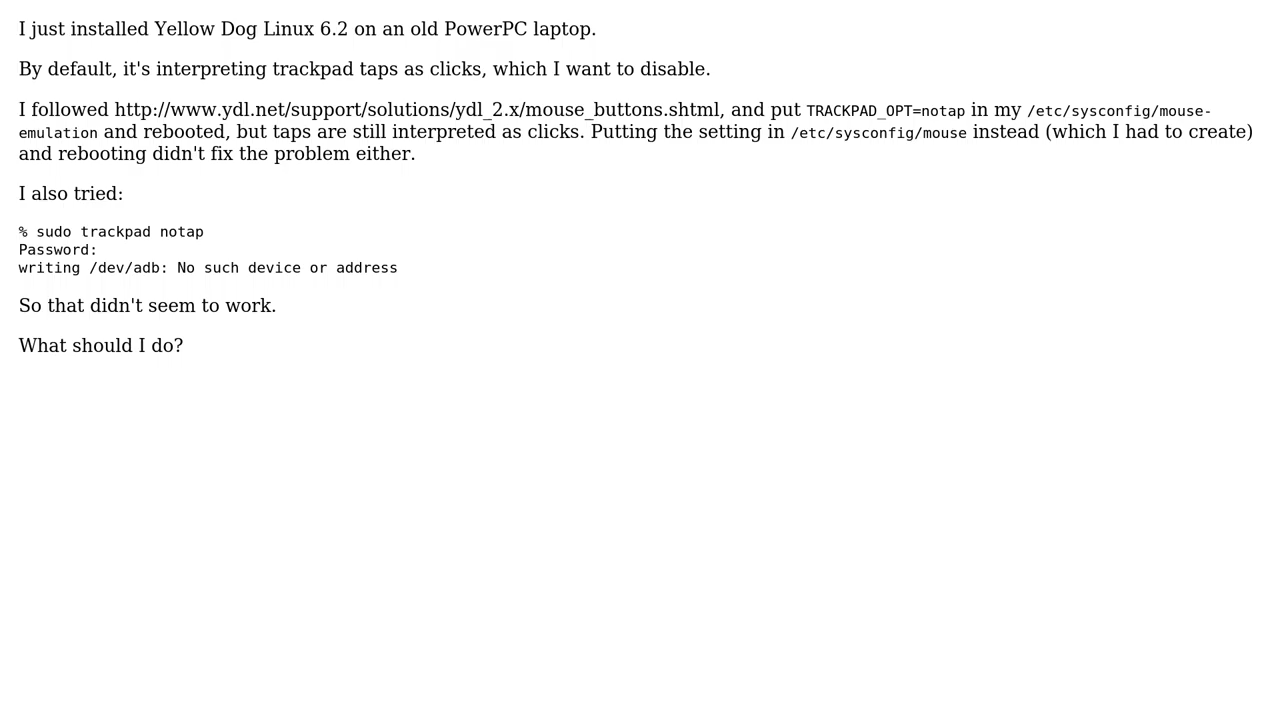 I just installed Yellow Dog Linux 6.2 on an old PowerPC laptop.
By default, it's interpreting trackpad taps as clicks, which I want to disable.
I followed http://www.ydl.net/support/solutions/ydl_2.x/mouse_buttons.shtml, and put TRACKPAD_OPT=notap in my /etc/sysconfig/mouse-
emulation and rebooted, but taps are still interpreted as clicks. Putting the setting in /etc/sysconfig/mouse instead (which I had to create)
and rebooting didn't fix the problem either.
I also tried:
% sudo trackpad notap
Password:
writing /dev/adb: No such device or address
So that didn't seem to work.
What should I do?